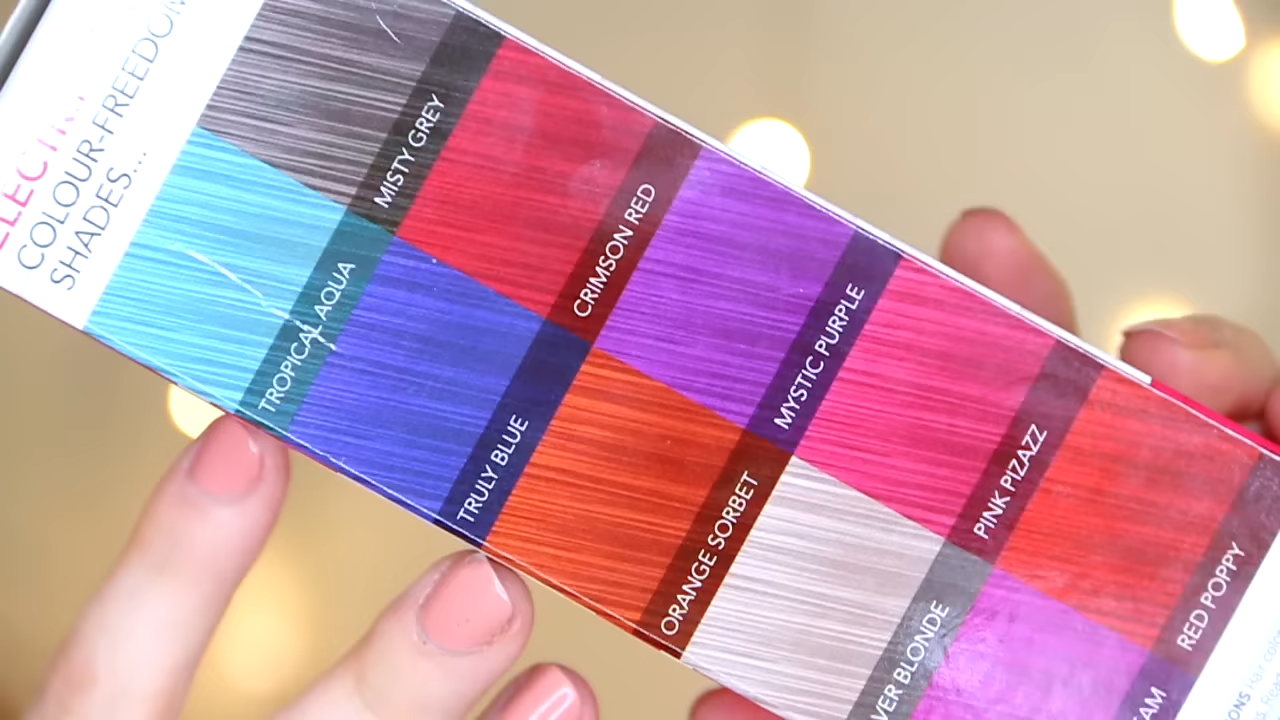 COLOUR-FREEDOM
SHADES...
MISTY GREY
CRIMSON RED
MYSTIC PURPLE
PINK PIZAZZ
RED POPPY
TROPICAL AQUA
TRULY BLUE
ORANGE SORBET
BLONDE